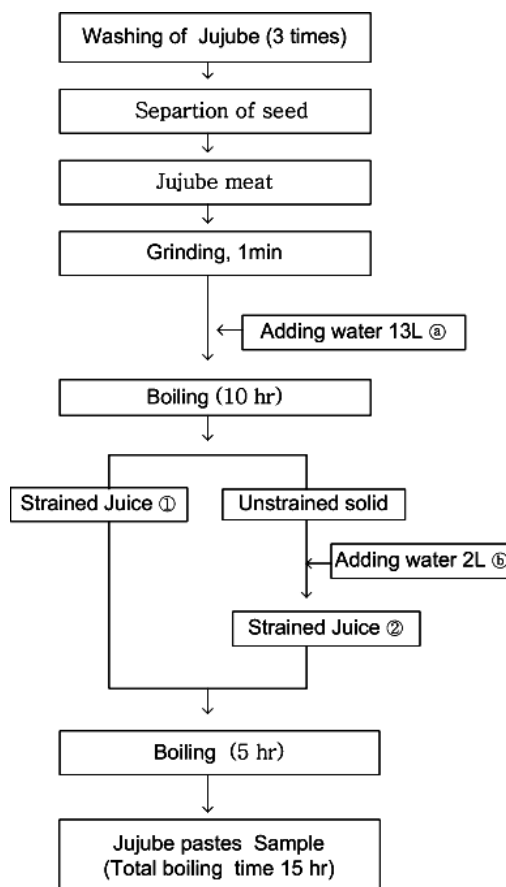 Washing of Jujube (3 times)
Separtion of seed
Jujube meat
Grinding, 1min
Adding water 13L ⓐ
Boiling (10 hr)
Strained Juice ①
Unstrained solid
Adding water 2L ⓑ
Strained Juice ②
Boiling (5 hr)
Jujube pastes Sample
(Total boiling time 15 hr)